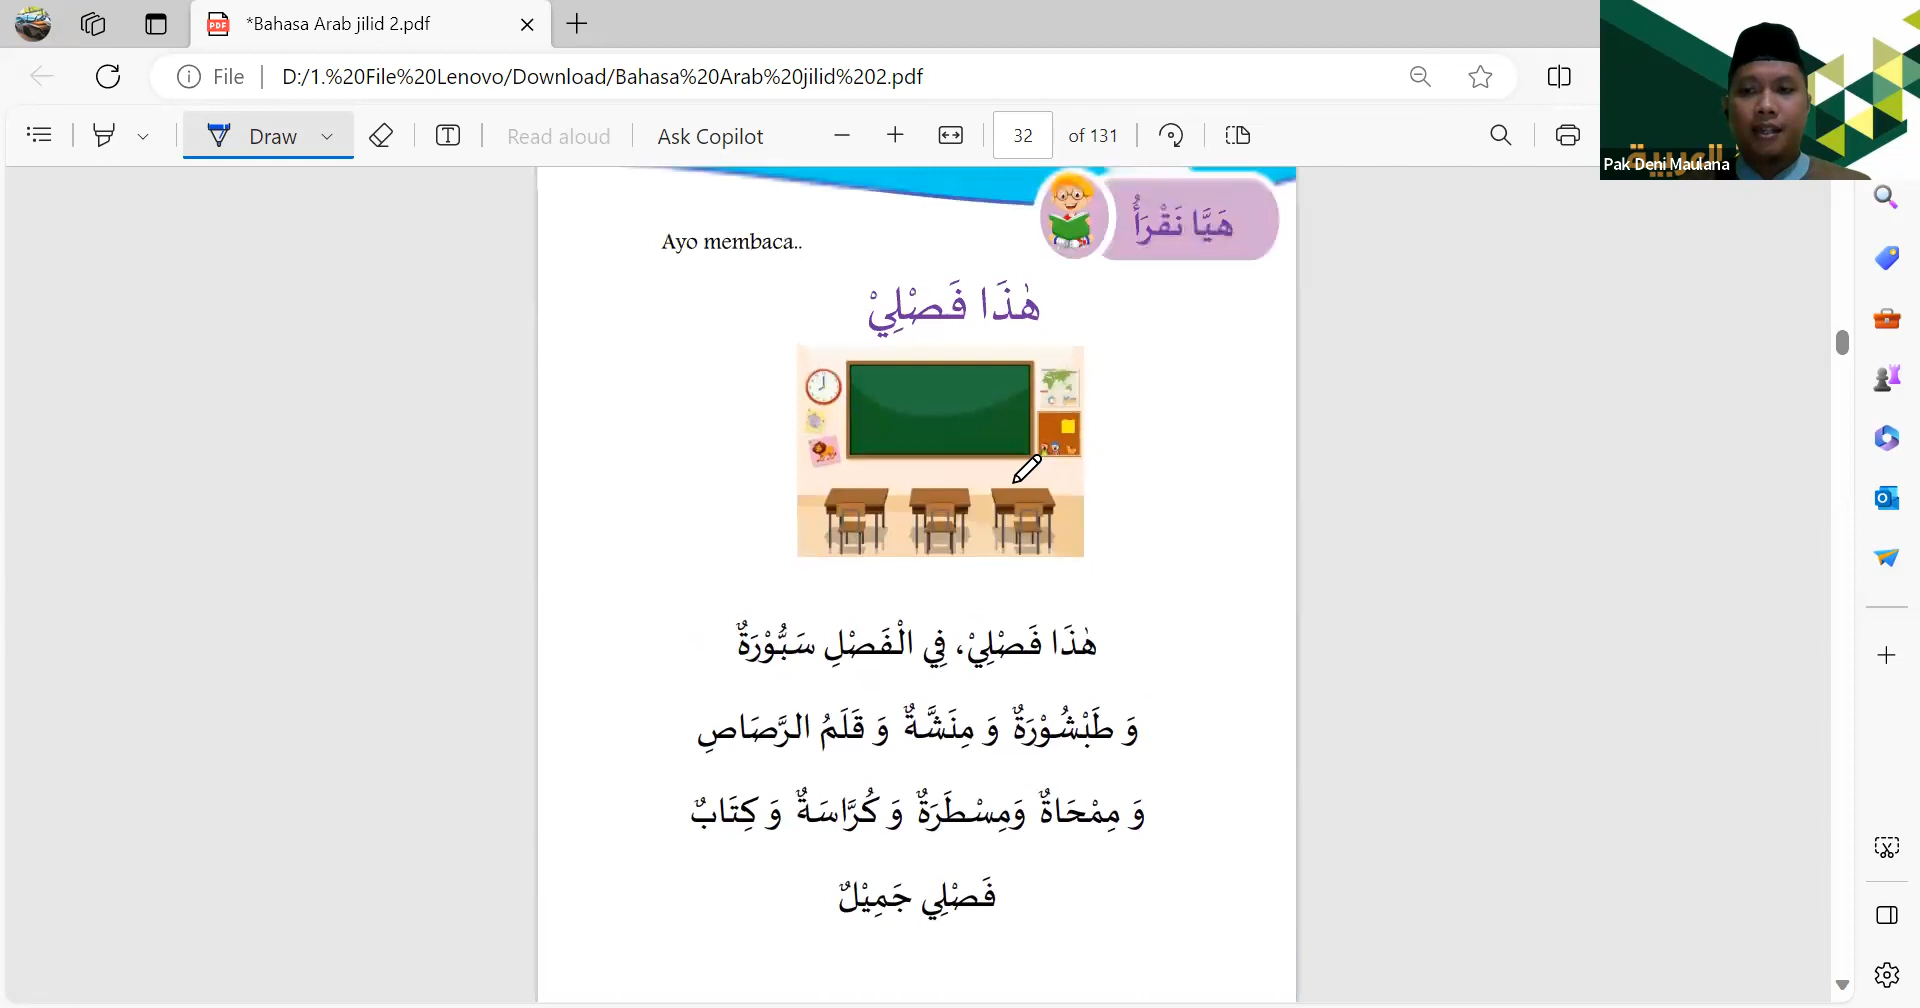 *Bahasa Arab jilid 2.pdf
File
D:/1.%20File%20Lenovo/Download/Bahasa%20Arab%20jilid%202.pdf
Draw
Read aloud
Ask Copilot
32 of 131
Pak Deni Maulana
هَيَّا نَقْرَأُ
Ayo membaca..
هٰذَا فَصْلِيْ
هٰذَا فَصْلِيْ، فِي الْفَصْلِ سَبُّوْرَةٌ
وَ طَبْشُوْرَةٌ وَ مِنَشَّةٌ وَ قَلَمُ الرَّصَاصِ
وَ مِمْحَاةٌ وَمِسْطَرَةٌ وَ كُرَّاسَةٌ وَ كِتَابٌ
فَصْلِي جَمِيْلٌ